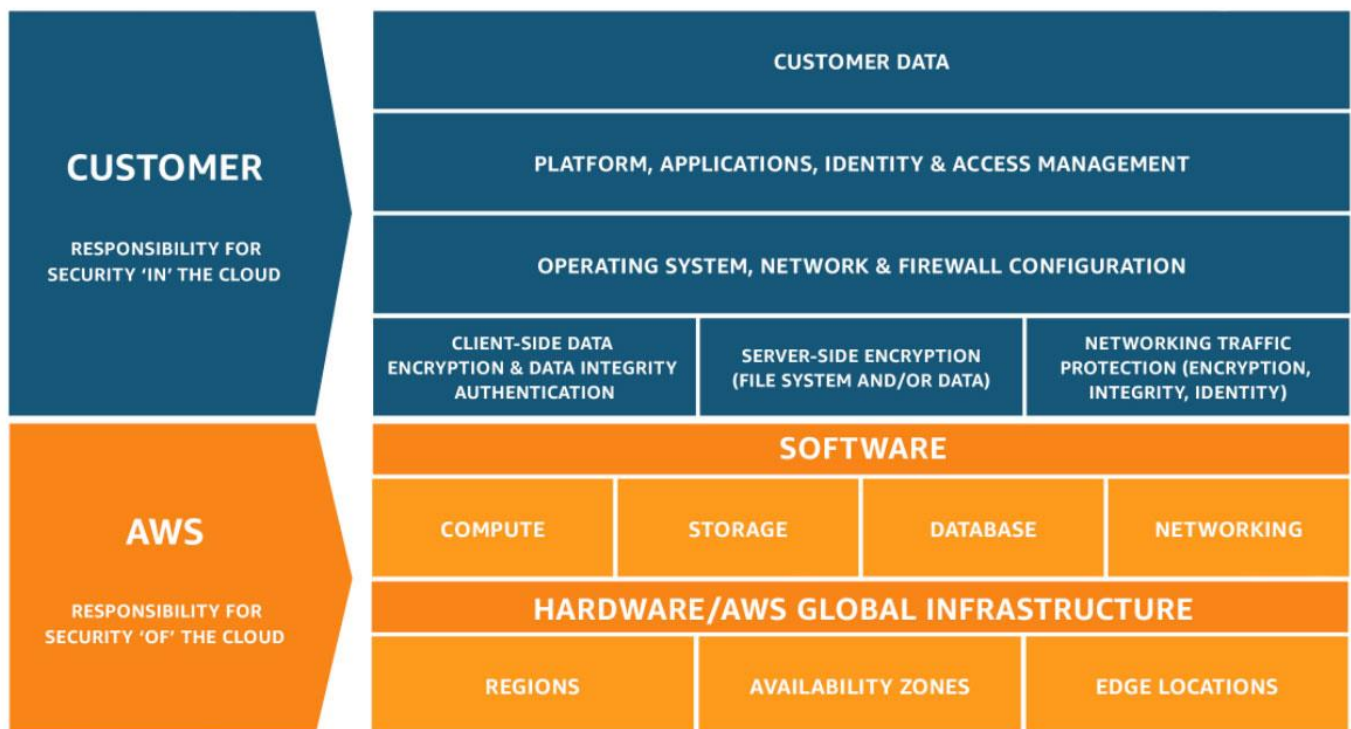 CUSTOMER
RESPONSIBILITY FOR
SECURITY ‘IN’ THE CLOUD
CUSTOMER DATA
PLATFORM, APPLICATIONS, IDENTITY & ACCESS MANAGEMENT
OPERATING SYSTEM, NETWORK & FIREWALL CONFIGURATION
CLIENT-SIDE DATA
ENCRYPTION & DATA INTEGRITY
AUTHENTICATION
SERVER-SIDE ENCRYPTION
(FILE SYSTEM AND/OR DATA)
NETWORKING TRAFFIC
PROTECTION (ENCRYPTION,
INTEGRITY, IDENTITY)
AWS
RESPONSIBILITY FOR
SECURITY ‘OF’ THE CLOUD
SOFTWARE
COMPUTE
STORAGE
DATABASE
NETWORKING
HARDWARE/AWS GLOBAL INFRASTRUCTURE
REGIONS
AVAILABILITY ZONES
EDGE LOCATIONS